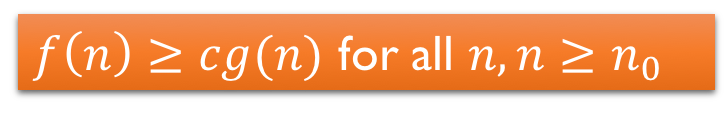 f(n) ≥ cg(n) for all n, n ≥ n₀